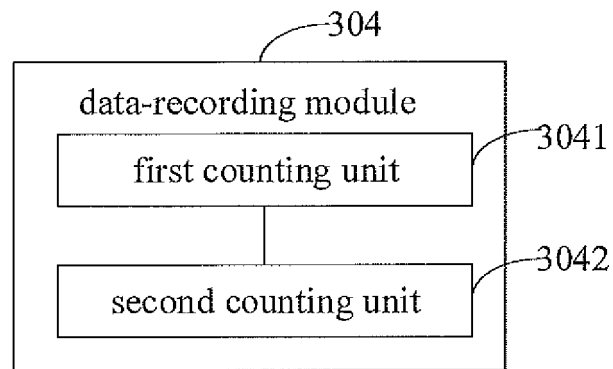 304
data-recording module
3041
first counting unit
3042
second counting unit